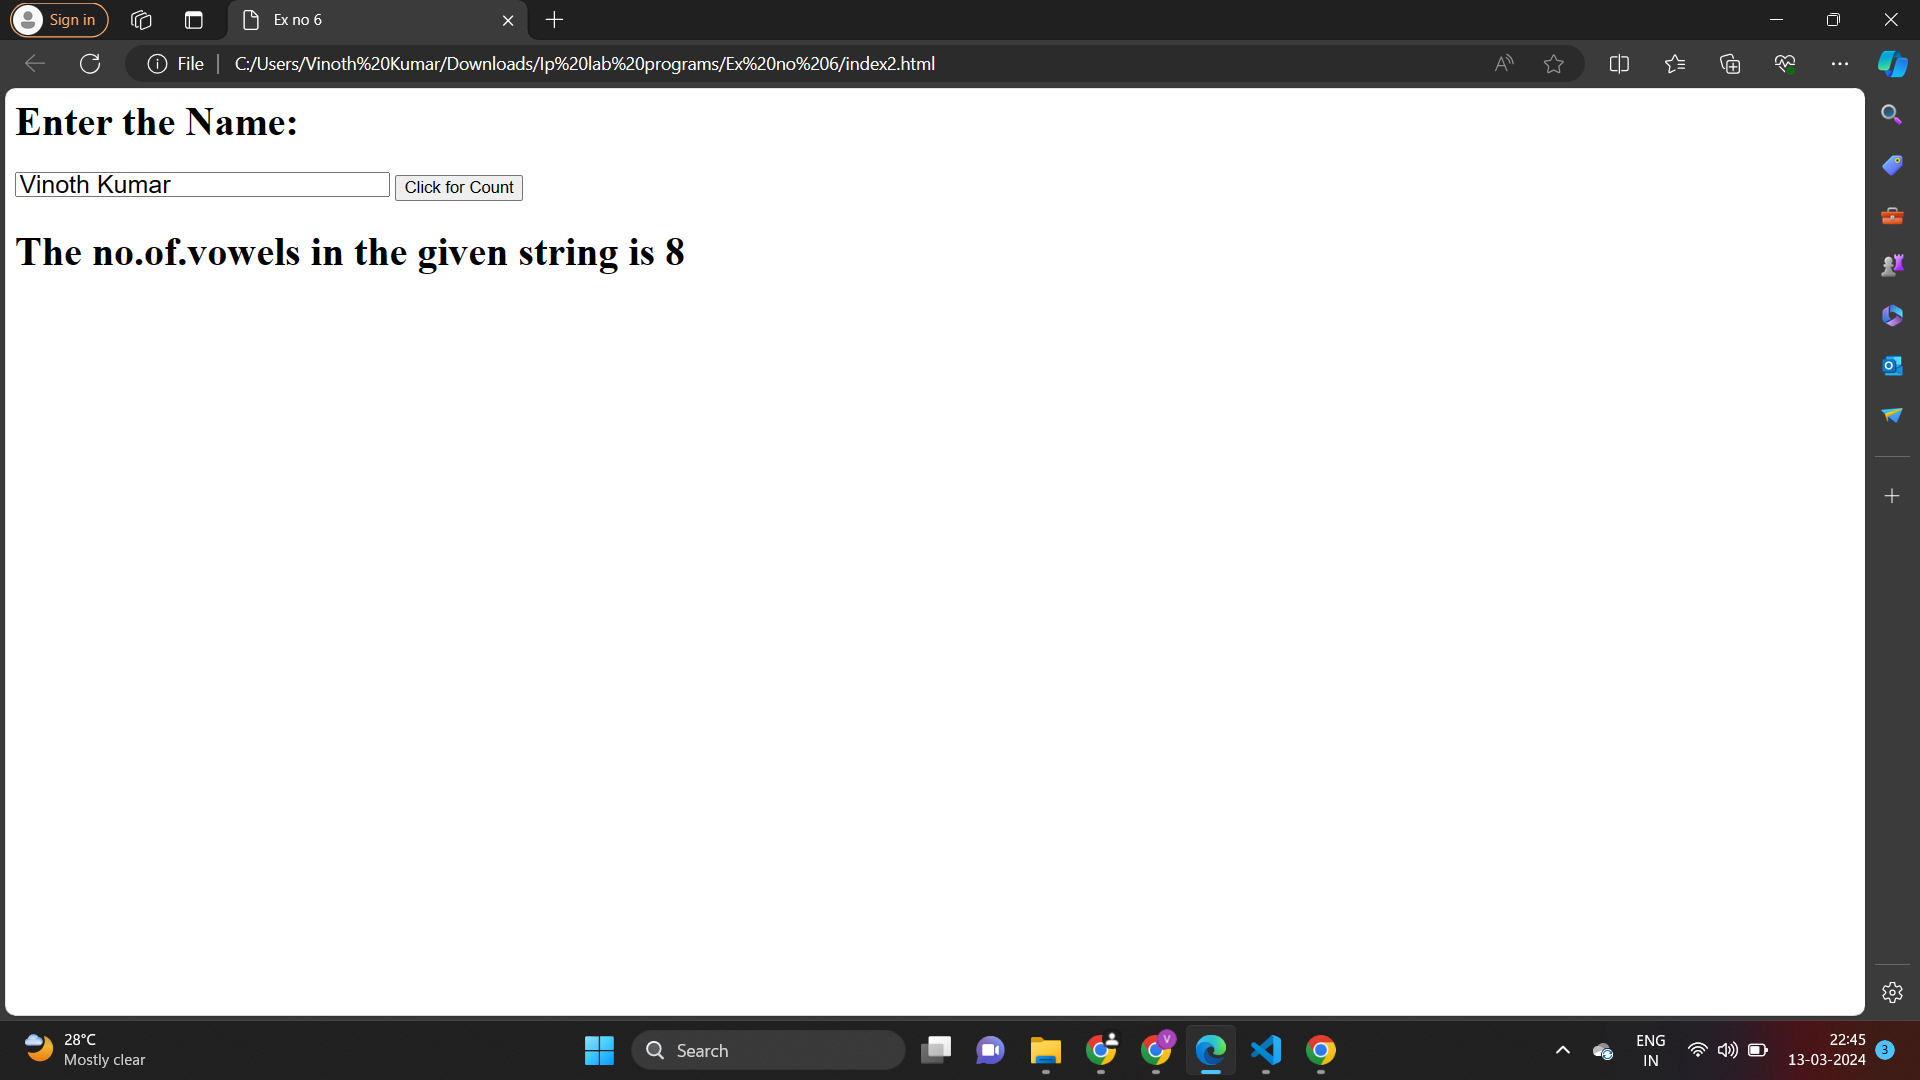 Sign in
Ex no 6
File
C:/Users/Vinoth%20Kumar/Downloads/Ip%20lab%20programs/Ex%20no%206/index2.html
Enter the Name:
Vinoth Kumar
Click for Count
The no.of.vowels in the given string is 8
28°C
Mostly clear
Search
V
ENG
IN
22:45
13-03-2024
3